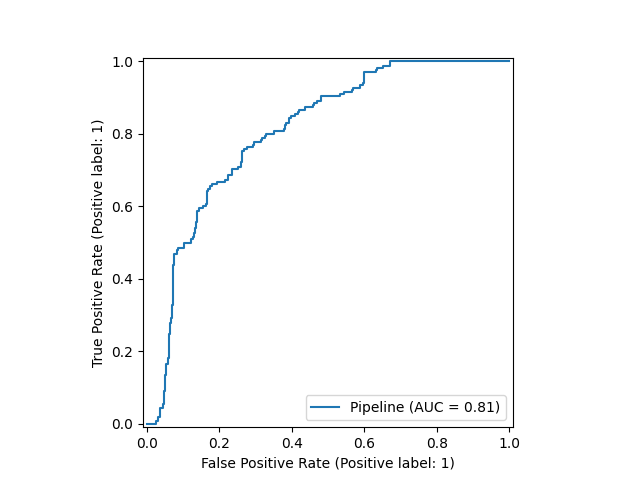 1.0
0.8
0.6
0.4
0.2
0.0
True Positive Rate (Positive label: 1)
Pipeline (AUC = 0.81)
0.0 0.2 0.4 0.6 0.8 1.0
False Positive Rate (Positive label: 1)